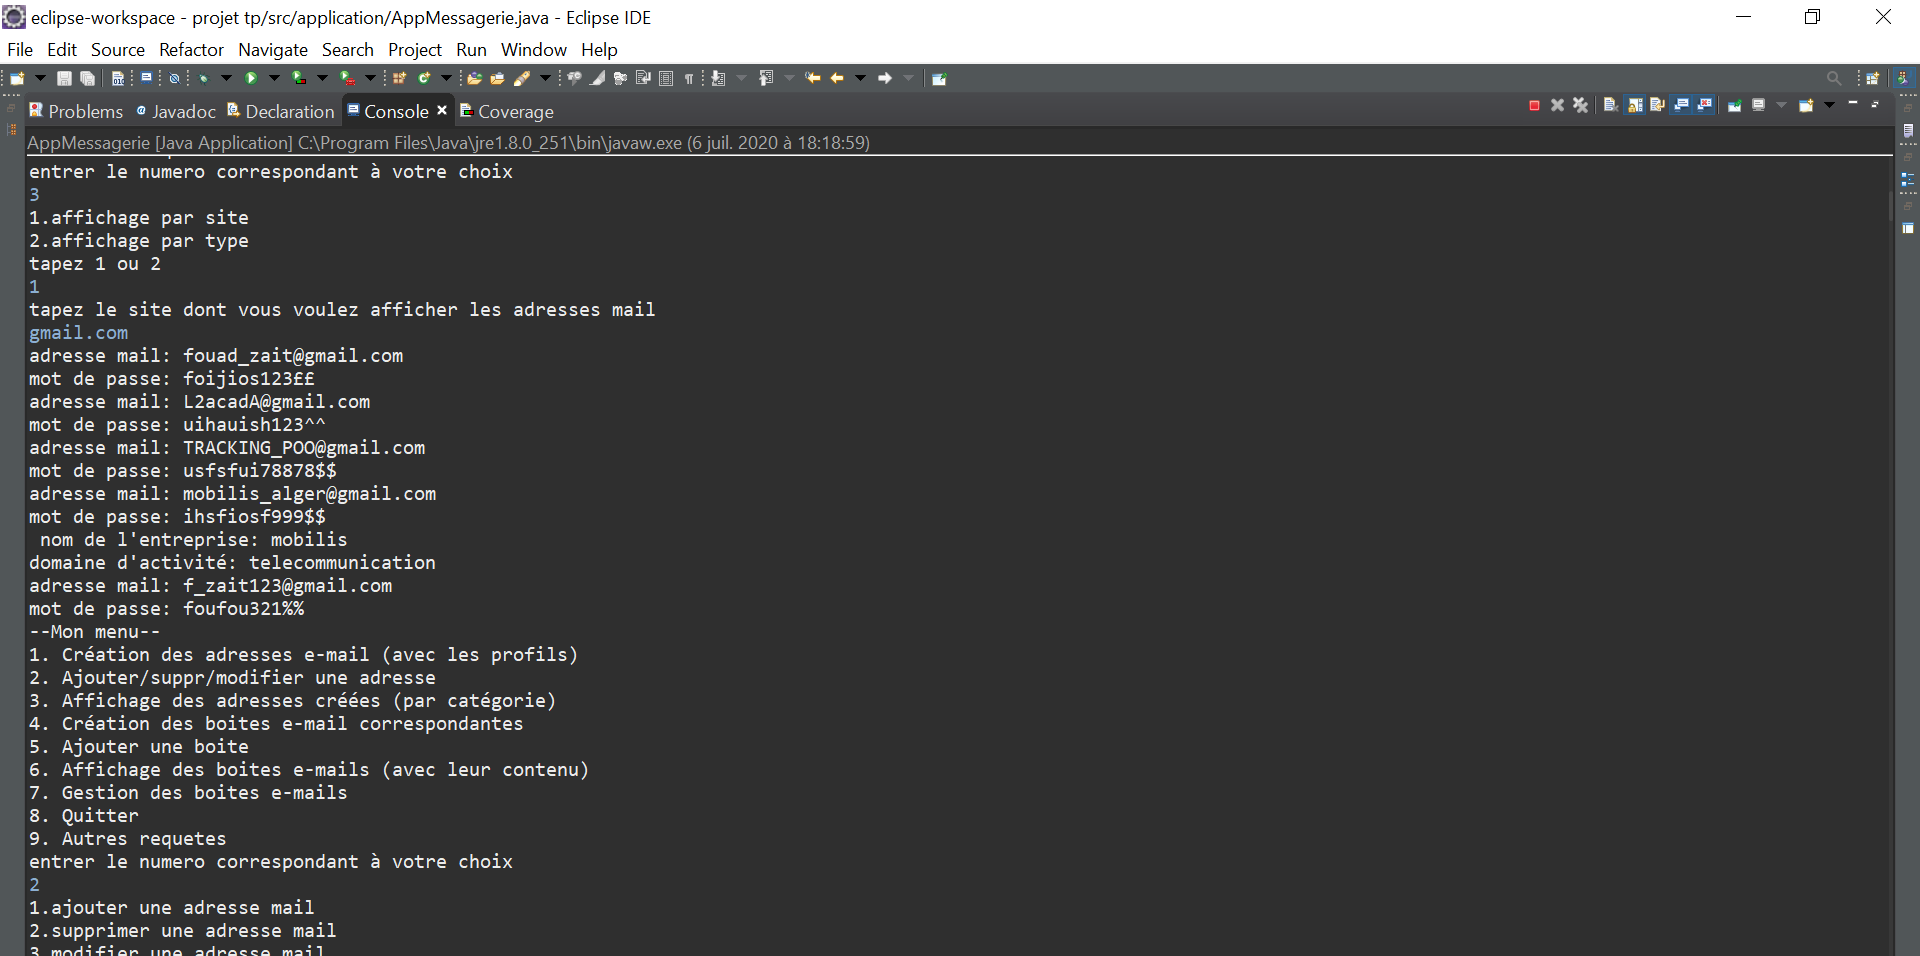 eclipse-workspace - projet tp/src/application/AppMessagerie.java - Eclipse IDE
File Edit Source Refactor Navigate Search Project Run Window Help
Problems Javadoc Declaration Console Coverage
AppMessagerie [Java Application] C:\Program Files\Java\jre1.8.0_251\bin\javaw.exe (6 juil. 2020 à 18:18:59)
entrer le numero correspondant à votre choix
3
1.affichage par site
2.affichage par type
tapez 1 ou 2
1
tapez le site dont vous voulez afficher les adresses mail
gmail.com
adresse mail: fouad_zait@gmail.com
mot de passe: foijios123££
adresse mail: L2acadA@gmail.com
mot de passe: uihauish123^^
adresse mail: TRACKING_POO@gmail.com
mot de passe: usfsfui78878$$
adresse mail: mobilis_alger@gmail.com
mot de passe: ihsfiosf999$$
nom de l'entreprise: mobilis
domaine d'activité: telecommunication
adresse mail: f_zait123@gmail.com
mot de passe: foufou321%%
--Mon menu--
1. Création des adresses e-mail (avec les profils)
2. Ajouter/suppr/modifier une adresse
3. Affichage des adresses créées (par catégorie)
4. Création des boites e-mail correspondantes
5. Ajouter une boite
6. Affichage des boites e-mails (avec leur contenu)
7. Gestion des boites e-mails
8. Quitter
9. Autres requetes
entrer le numero correspondant à votre choix
2
1.ajouter une adresse mail
2.supprimer une adresse mail
3.modifier une adresse mail